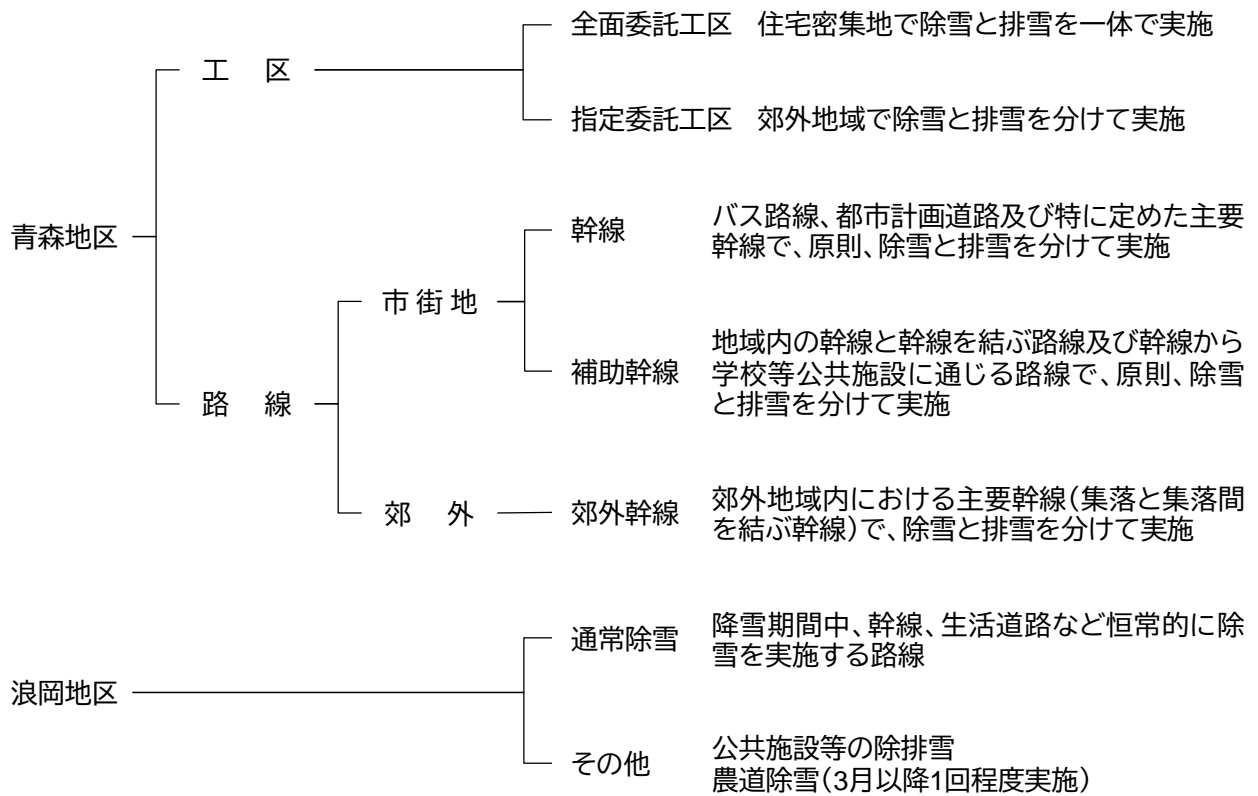 全面委託工区 住宅密集地で除雪と排雪を一体で実施
工 区
指定委託工区 郊外地域で除雪と排雪を分けて実施
青森地区
幹線
バス路線、都市計画道路及び特に定めた主要
幹線で、原則、除雪と排雪を分けて実施
市街地
補助幹線
地域内の幹線と幹線を結ぶ路線及び幹線から
学校等公共施設に通じる路線で、原則、除雪
と排雪を分けて実施
路 線
郊 外
郊外幹線
郊外地域内における主要幹線(集落と集落間
を結ぶ幹線)で、除雪と排雪を分けて実施
通常除雪
降雪期間中、幹線、生活道路など恒常的に除
雪を実施する路線
浪岡地区
その他
公共施設等の除排雪
農道除雪(3月以降1回程度実施)